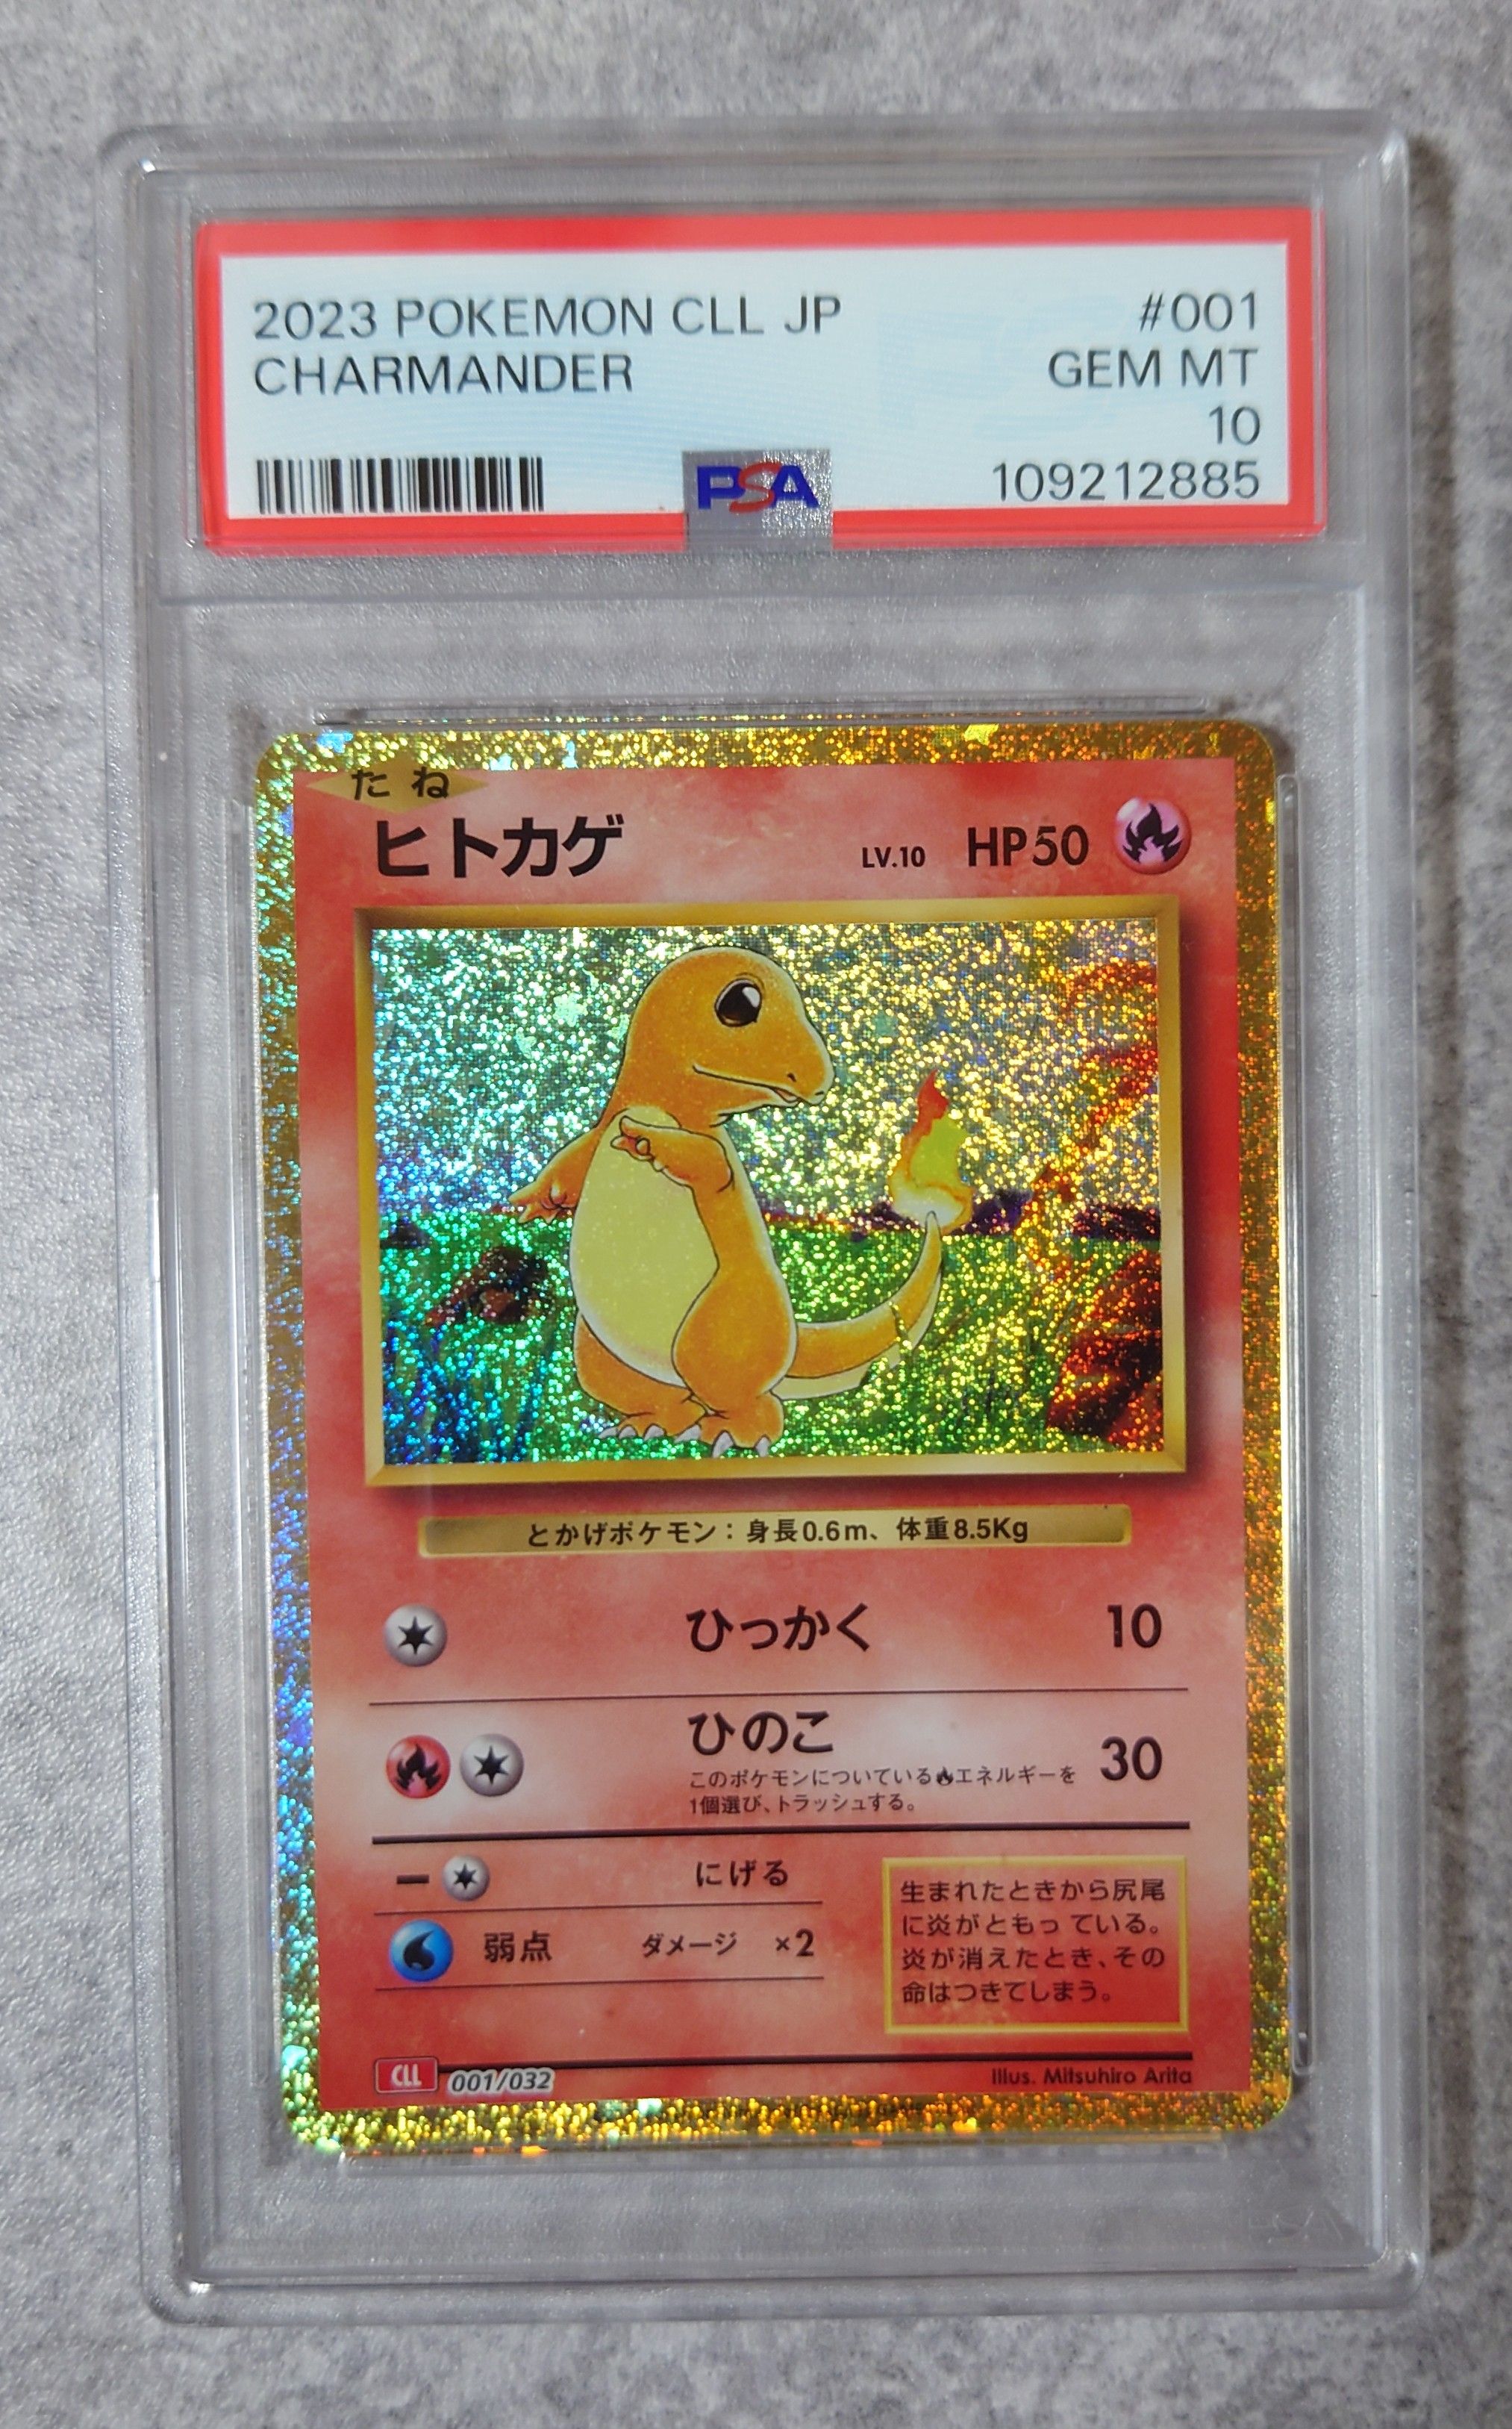 2023 POKEMON CLL JP #001
CHARMANDER GEM MT
10
PSA 109212885
たね
ヒトカゲ LV.10 HP50
とかげポケモン：身長0.6m、体重8.5Kg
ひっかく 10
ひのこ 30
このポケモンについているエネルギーを
1個選び、トラッシュする。
ー にげる
弱点 ダメージ ×2
生まれたときから尻尾
に炎がともっ ている。
炎が消えたとき、その
命はつきてしまう。
CLL 001/032 Illus. Mitsuhiro Arita